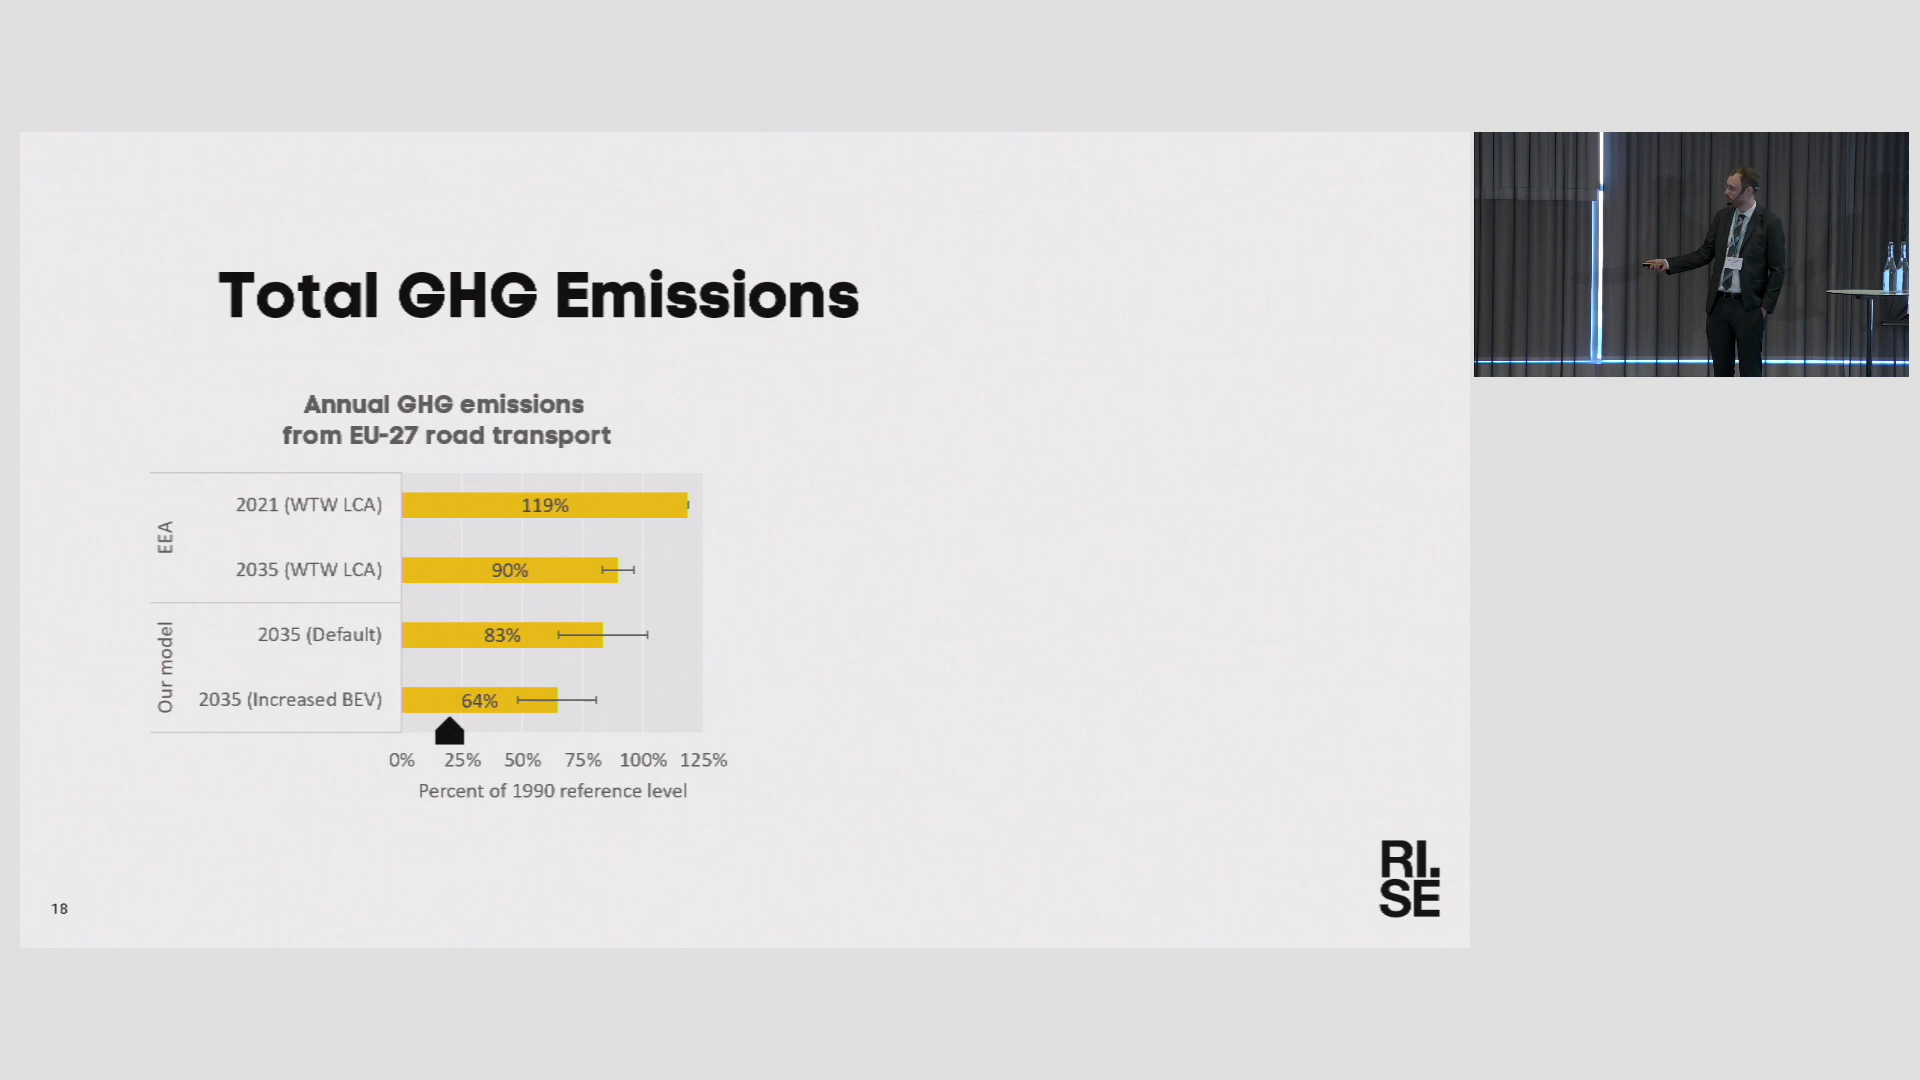 Total GHG Emissions
Annual GHG emissions
from EU-27 road transport
EEA
2021 (WTW LCA)
119%
2035 (WTW LCA)
90%
Our model
2035 (Default)
83%
2035 (Increased BEV)
64%
0% 25% 50% 75% 100% 125%
Percent of 1990 reference level
RI.
SE
18